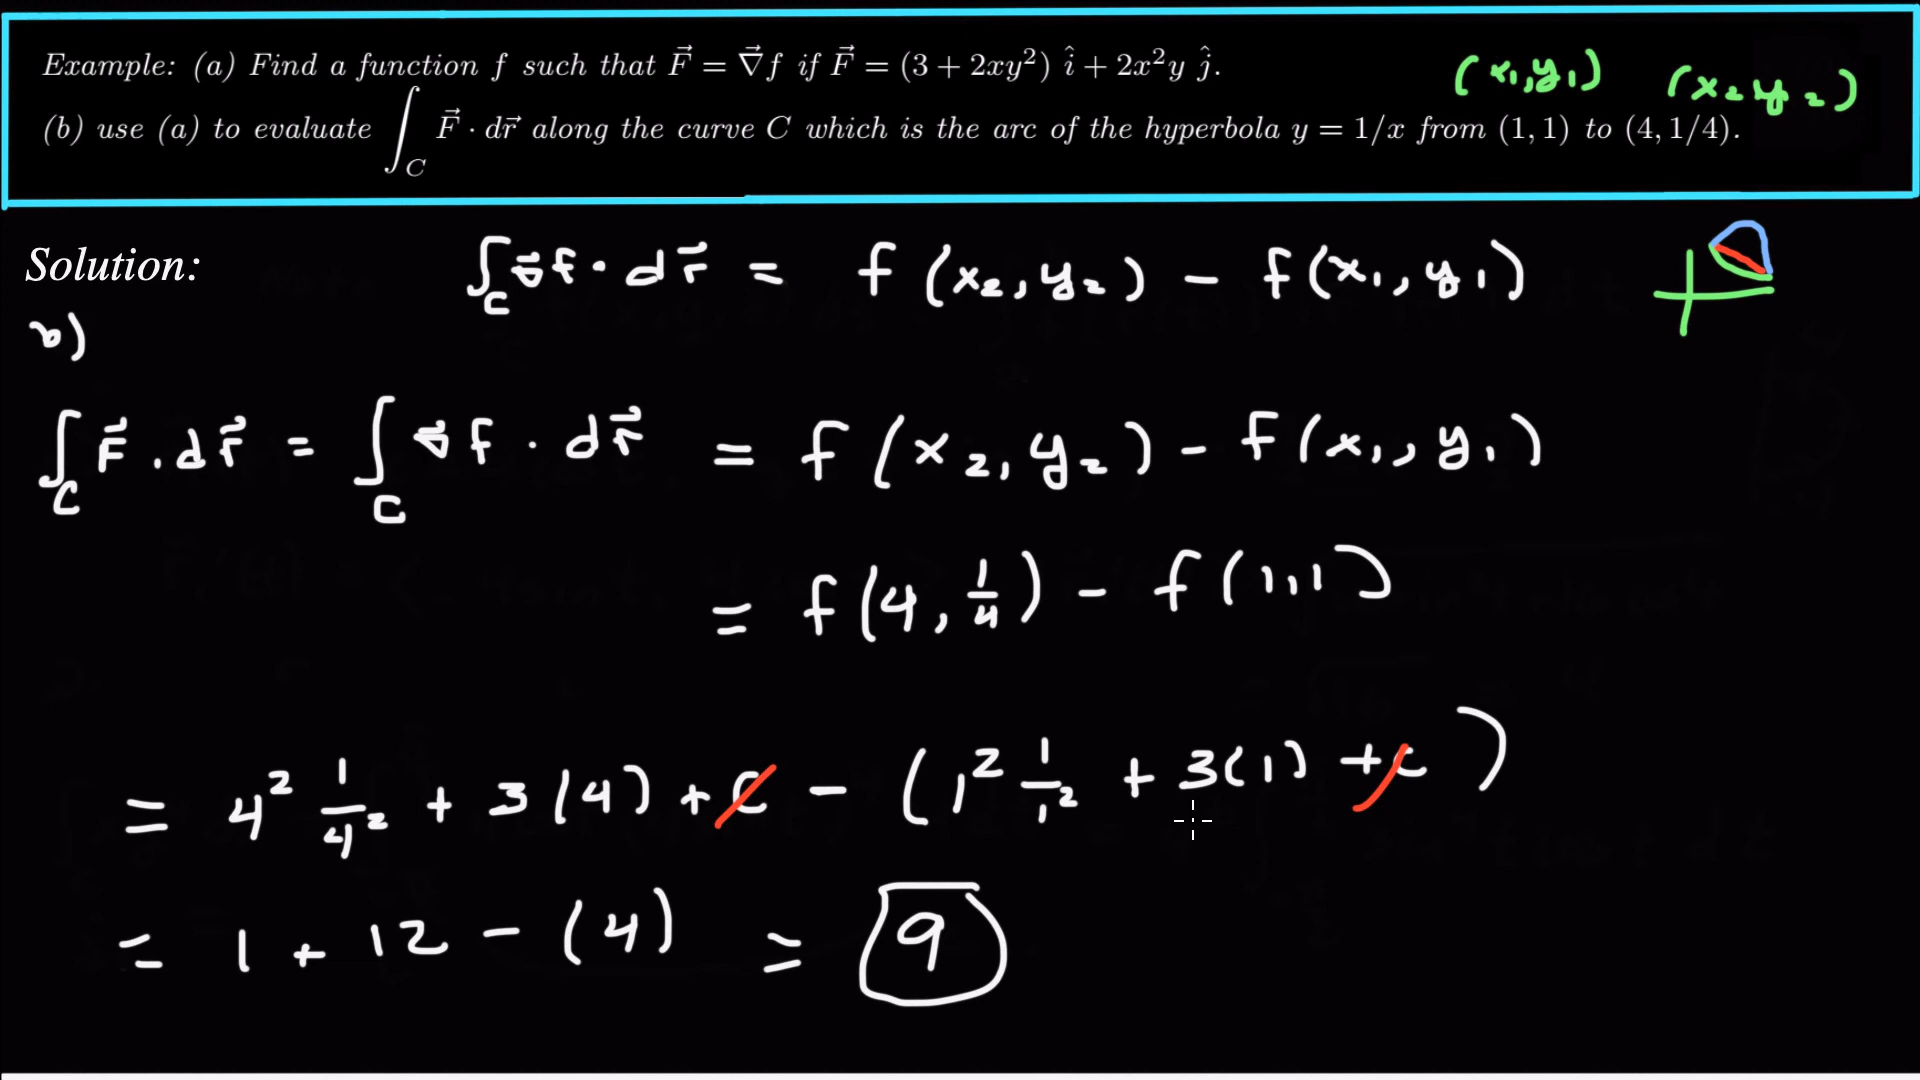 Example: (a) Find a function f such that F⃗ = ∇⃗f if F⃗ = (3 + 2xy²) î + 2x²y ĵ.
(x₁,y₁) (x₂ y₂)
(b) use (a) to evaluate ∫_C F⃗ · dr⃗ along the curve C which is the arc of the hyperbola y = 1/x from (1, 1) to (4, 1/4).
Solution:
∫_C ∇⃗f · dr⃗ = f(x₂,y₂) - f(x₁,y₁)
b)
∫_C F⃗ · dr⃗ = ∫_C ∇⃗f · dr⃗ = f(x₂,y₂) - f(x₁,y₁)
= f(4, 1/4) - f(1,1)
= 4² 1/4² + 3(4) + C - (1² 1/1² + 3(1) + C)
= 1 + 12 - (4) = 9